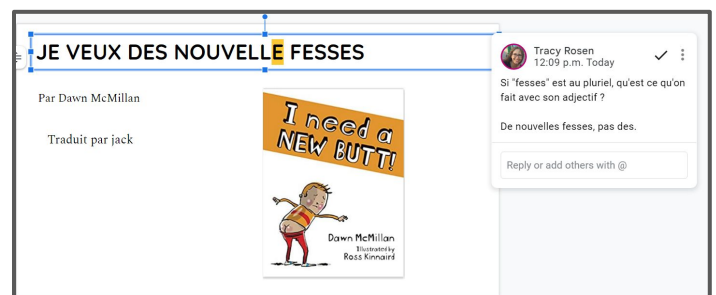 JE VEUX DES NOUVELLE FESSES
Par Dawn McMillan
Traduit par jack
I need a
NEW BUTT!
Dawn McMillan
Illustrated by
Ross Kinnaird
Tracy Rosen
12:09 p.m. Today
Si "fesses" est au pluriel, qu'est ce qu'on
fait avec son adjectif ?
De nouvelles fesses, pas des.
Reply or add others with @